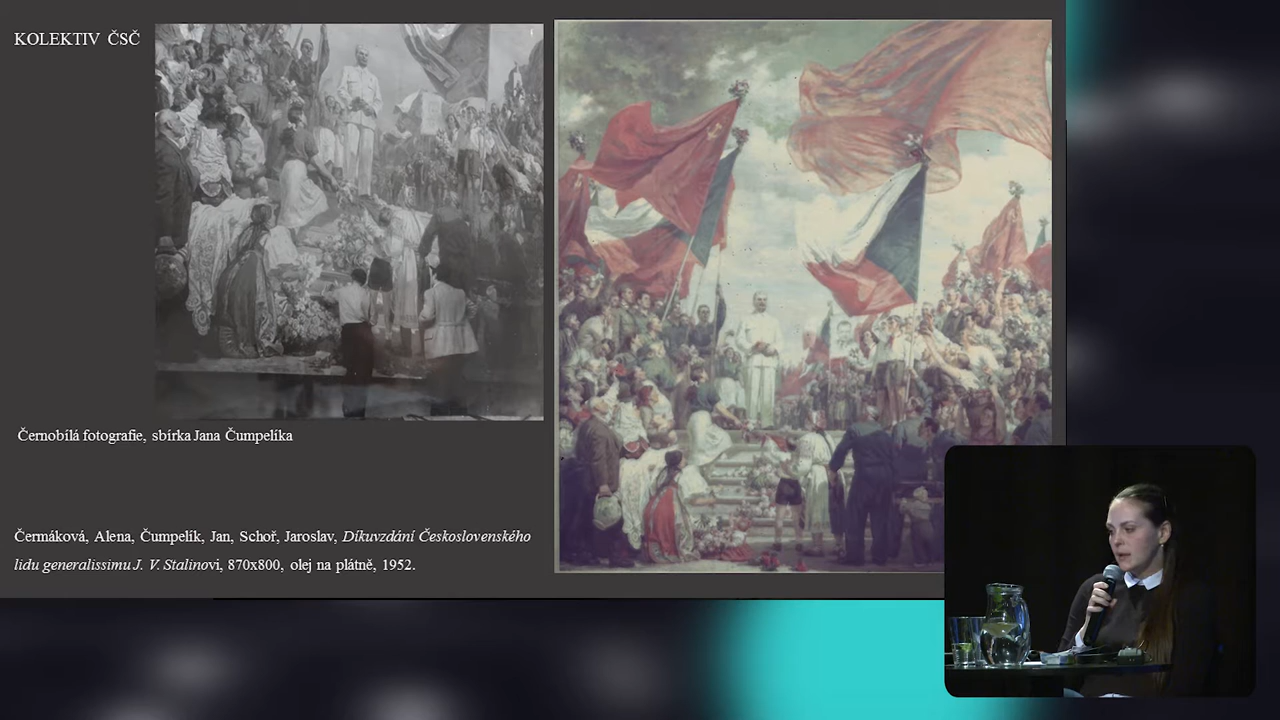 KOLEKTIV ČSČ
Černobílá fotografie, sbírka Jana Čumpelíka
Čermáková, Alena, Čumpelík, Jan, Schoř, Jaroslav, Díkuvzdání Československého
lidu generalissimu J. V. Stalinovi, 870x800, olej na plátně, 1952.